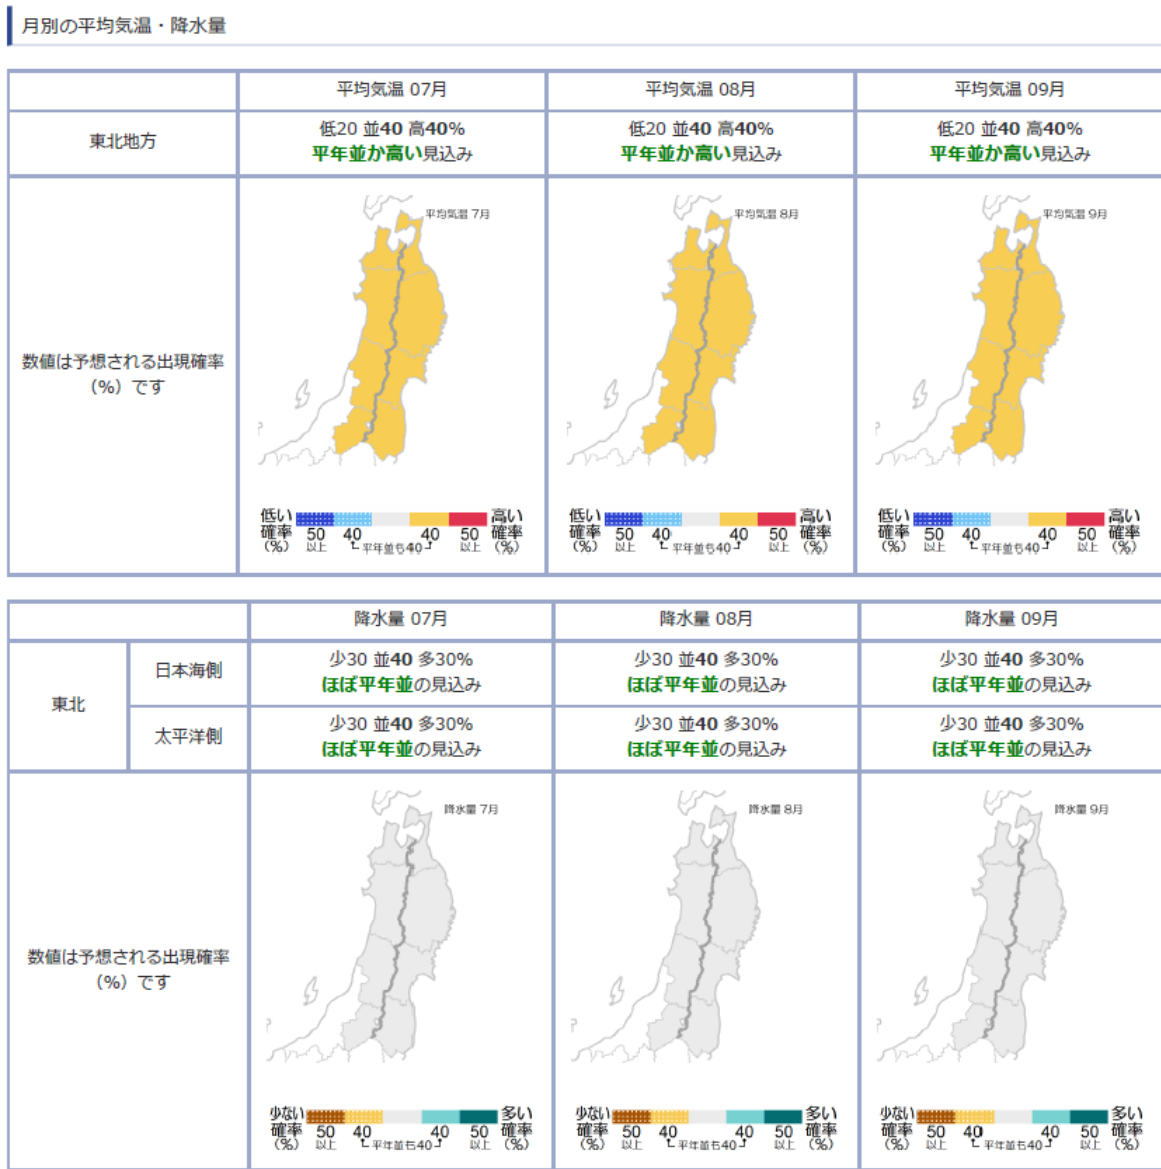 月別の平均気温・降水量
平均気温 07月
平均気温 08月
平均気温 09月
東北地方
低20 並40 高40%
平年並か高い見込み
低20 並40 高40%
平年並か高い見込み
低20 並40 高40%
平年並か高い見込み
数値は予想される出現確率
（%）です
平均気温 7月
低い
確率
(%)
50
以上
40
平年並も40
40
50
以上
高い
確率
(%)
平均気温 8月
低い
確率
(%)
50
以上
40
平年並も40
40
50
以上
高い
確率
(%)
平均気温 9月
低い
確率
(%)
50
以上
40
平年並も40
40
50
以上
高い
確率
(%)
降水量 07月
降水量 08月
降水量 09月
東北
日本海側
少30 並40 多30%
ほぼ平年並の見込み
少30 並40 多30%
ほぼ平年並の見込み
少30 並40 多30%
ほぼ平年並の見込み
太平洋側
少30 並40 多30%
ほぼ平年並の見込み
少30 並40 多30%
ほぼ平年並の見込み
少30 並40 多30%
ほぼ平年並の見込み
数値は予想される出現確率
（%）です
降水量 7月
少ない
確率
(%)
50
以上
40
平年並も40
40
50
以上
多い
確率
(%)
降水量 8月
少ない
確率
(%)
50
以上
40
平年並も40
40
50
以上
多い
確率
(%)
降水量 9月
少ない
確率
(%)
50
以上
40
平年並も40
40
50
以上
多い
確率
(%)